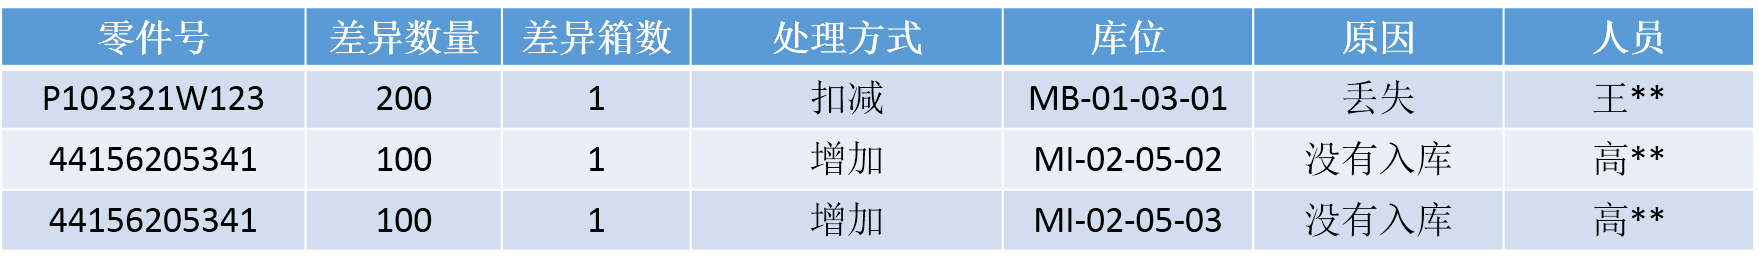 零件号 差异数量 差异箱数 处理方式 库位 原因 人员
P102321W123 200 1 扣减 MB-01-03-01 丢失 王**
44156205341 100 1 增加 MI-02-05-02 没有入库 高**
44156205341 100 1 增加 MI-02-05-03 没有入库 高**